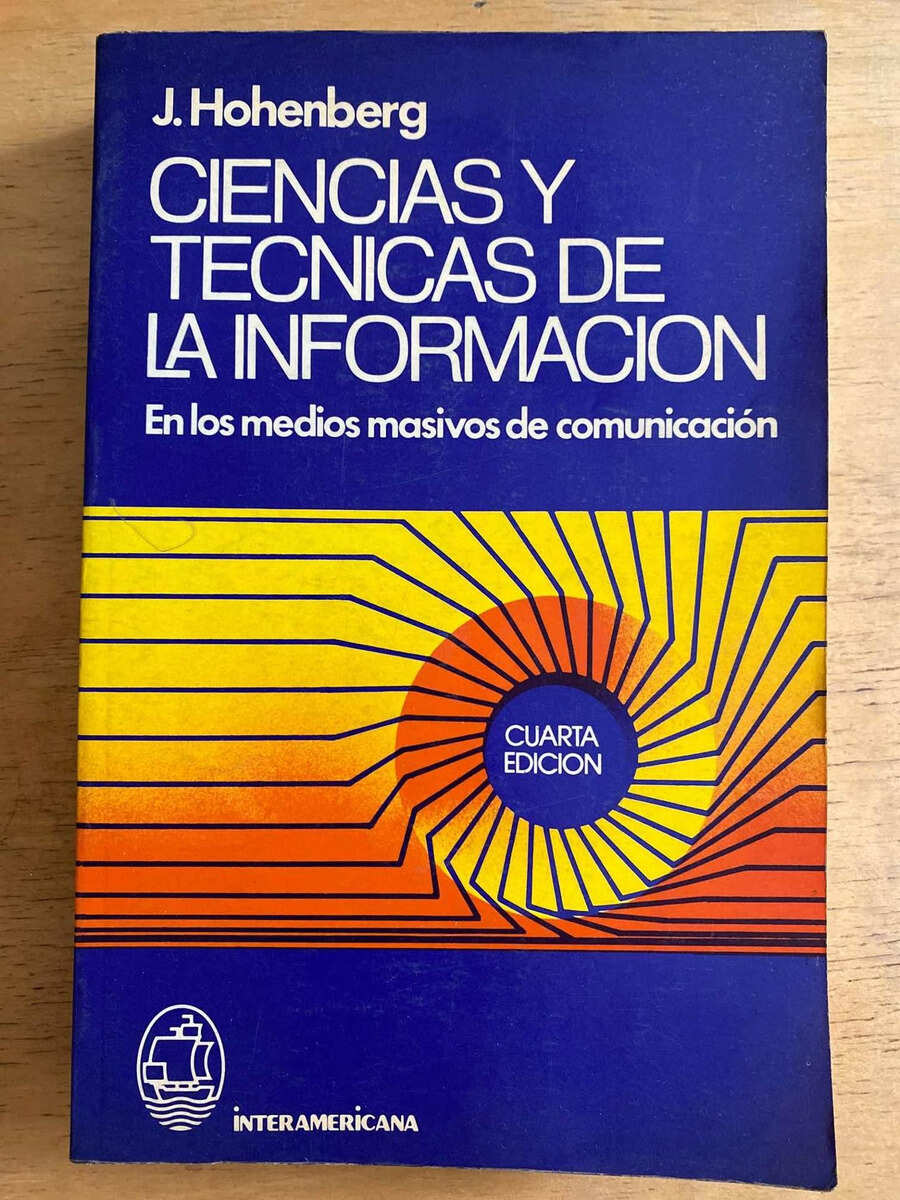 J. Hohenberg
CIENCIAS Y
TECNICAS DE
LA INFORMACION
En los medios masivos de comunicación
CUARTA
EDICION
INTERAMERICANA